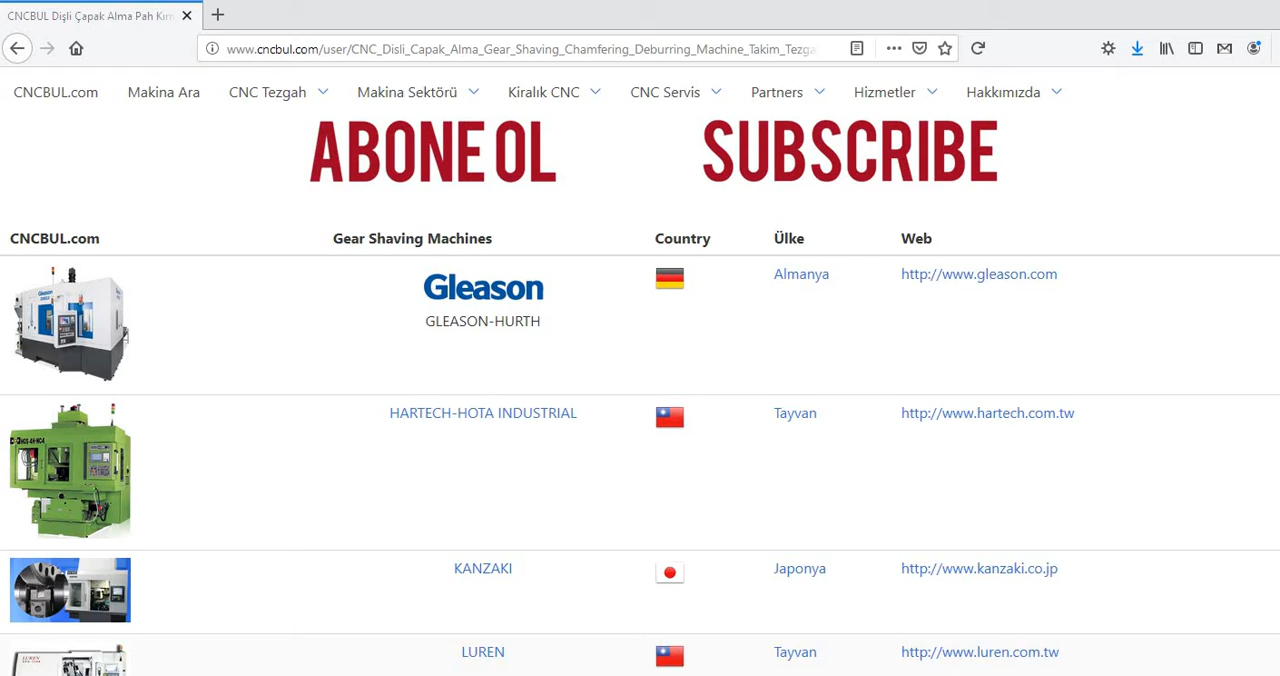 CNCBUL Dişli Çapak Alma Pah Kırm
www.cncbul.com/user/CNC_Disli_Capak_Alma_Gear_Shaving_Chamfering_Deburring_Machine_Takim_Tezga
CNCBUL.com Makina Ara CNC Tezgah Makina Sektörü Kiralık CNC CNC Servis Partners Hizmetler Hakkımızda
ABONE OL SUBSCRIBE
CNCBUL.com Gear Shaving Machines Country Ülke Web
Gleason
Almanya http://www.gleason.com
Gleason
GLEASON-HURTH
HARTECH-HOTA INDUSTRIAL Tayvan http://www.hartech.com.tw
KANZAKI Japonya http://www.kanzaki.co.jp
LUREN Tayvan http://www.luren.com.tw
LUREN